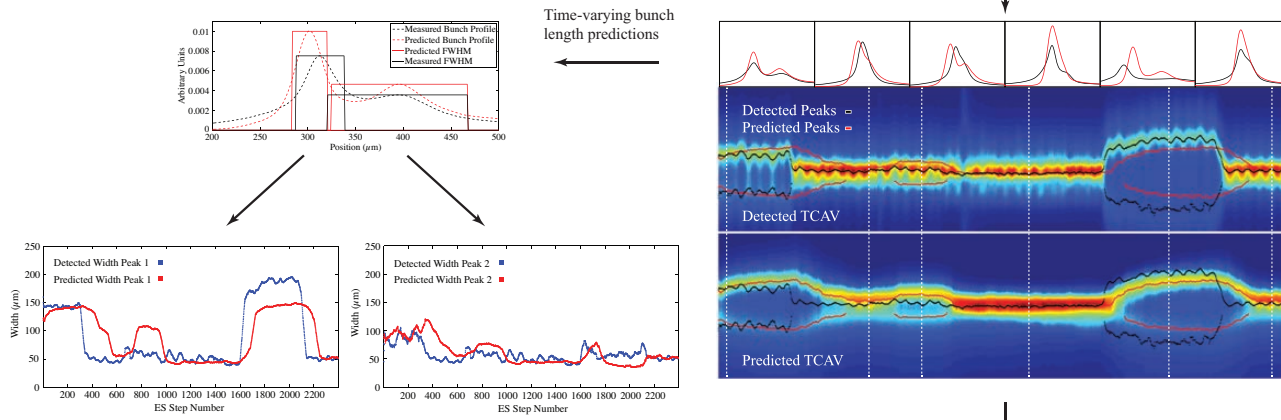 Time-varying bunch
length predictions
0.01
0.008
0.006
0.004
0.002
0
Arbitrary Units
Measured Bunch Profile
Predicted Bunch Profile
Predicted FWHM
Measured FWHM
200 250 300 350 400 450 500
Position (µm)
Detected Peaks
Predicted Peaks
Detected TCAV
Predicted TCAV
250
200
150
100
50
0
Width (µm)
Detected Width Peak 1
Predicted Width Peak 1
200 400 600 800 1000 1200 1400 1600 1800 2000 2200
ES Step Number
250
200
150
100
50
0
Width (µm)
Detected Width Peak 2
Predicted Width Peak 2
200 400 600 800 1000 1200 1400 1600 1800 2000 2200
ES Step Number